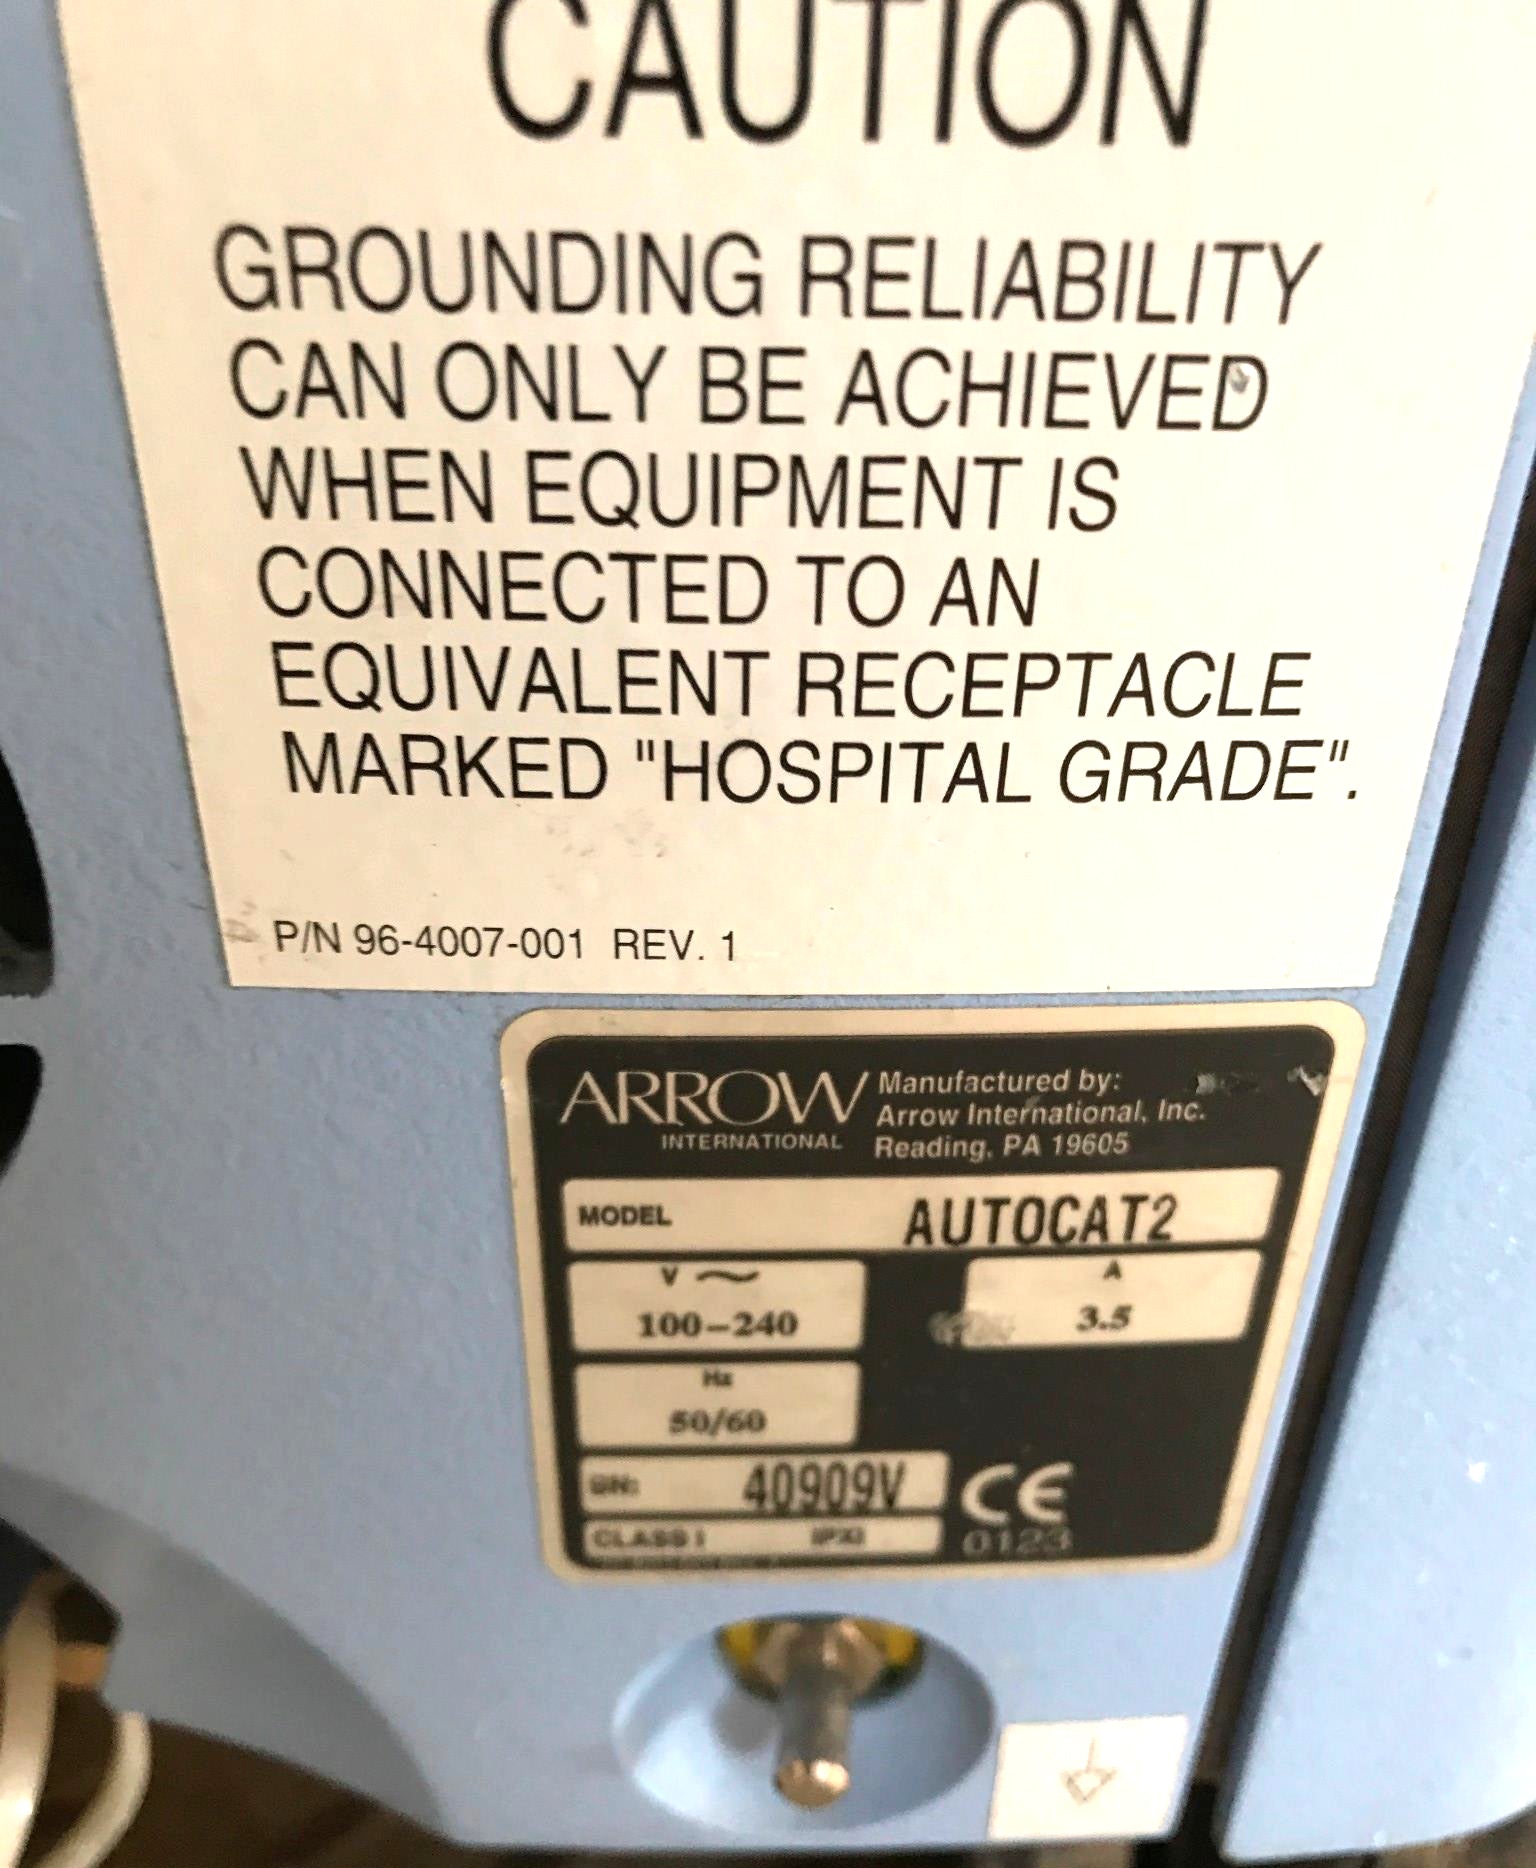 CAUTION
GROUNDING RELIABILITY
CAN ONLY BE ACHIEVED
WHEN EQUIPMENT IS
CONNECTED TO AN
EQUIVALENT RECEPTACLE
MARKED "HOSPITAL GRADE".
P/N 96-4007-001 REV. 1
ARROW
INTERNATIONAL
Manufactured by:
Arrow International, Inc.
Reading, PA 19605
MODEL AUTOCAT2
V ~
100-240
A
3.5
Hz
50/60
SN: 40909V
CE
0123
CLASS I IPXI